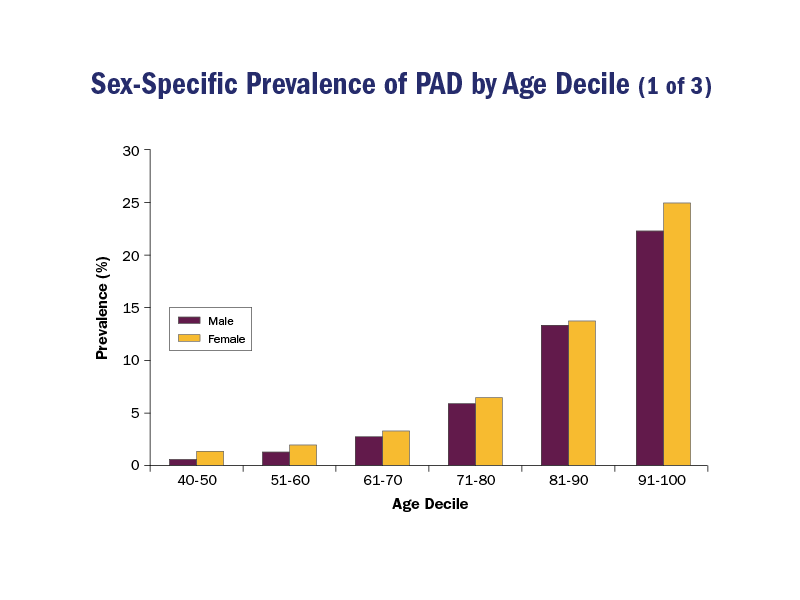 Sex-Specific Prevalence of PAD by Age Decile (1 of 3)
30
25
20
15
10
5
0
Prevalence (%)
Male
Female
40-50 51-60 61-70 71-80 81-90 91-100
Age Decile